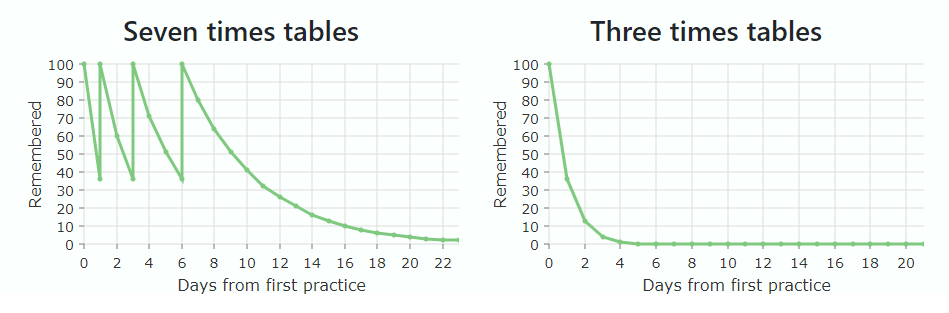 Seven times tables
100
90
80
70
60
50
40
30
20
10
0
Remembered
0 2 4 6 8 10 12 14 16 18 20 22
Days from first practice
Three times tables
100
90
80
70
60
50
40
30
20
10
0
Remembered
0 2 4 6 8 10 12 14 16 18 20
Days from first practice